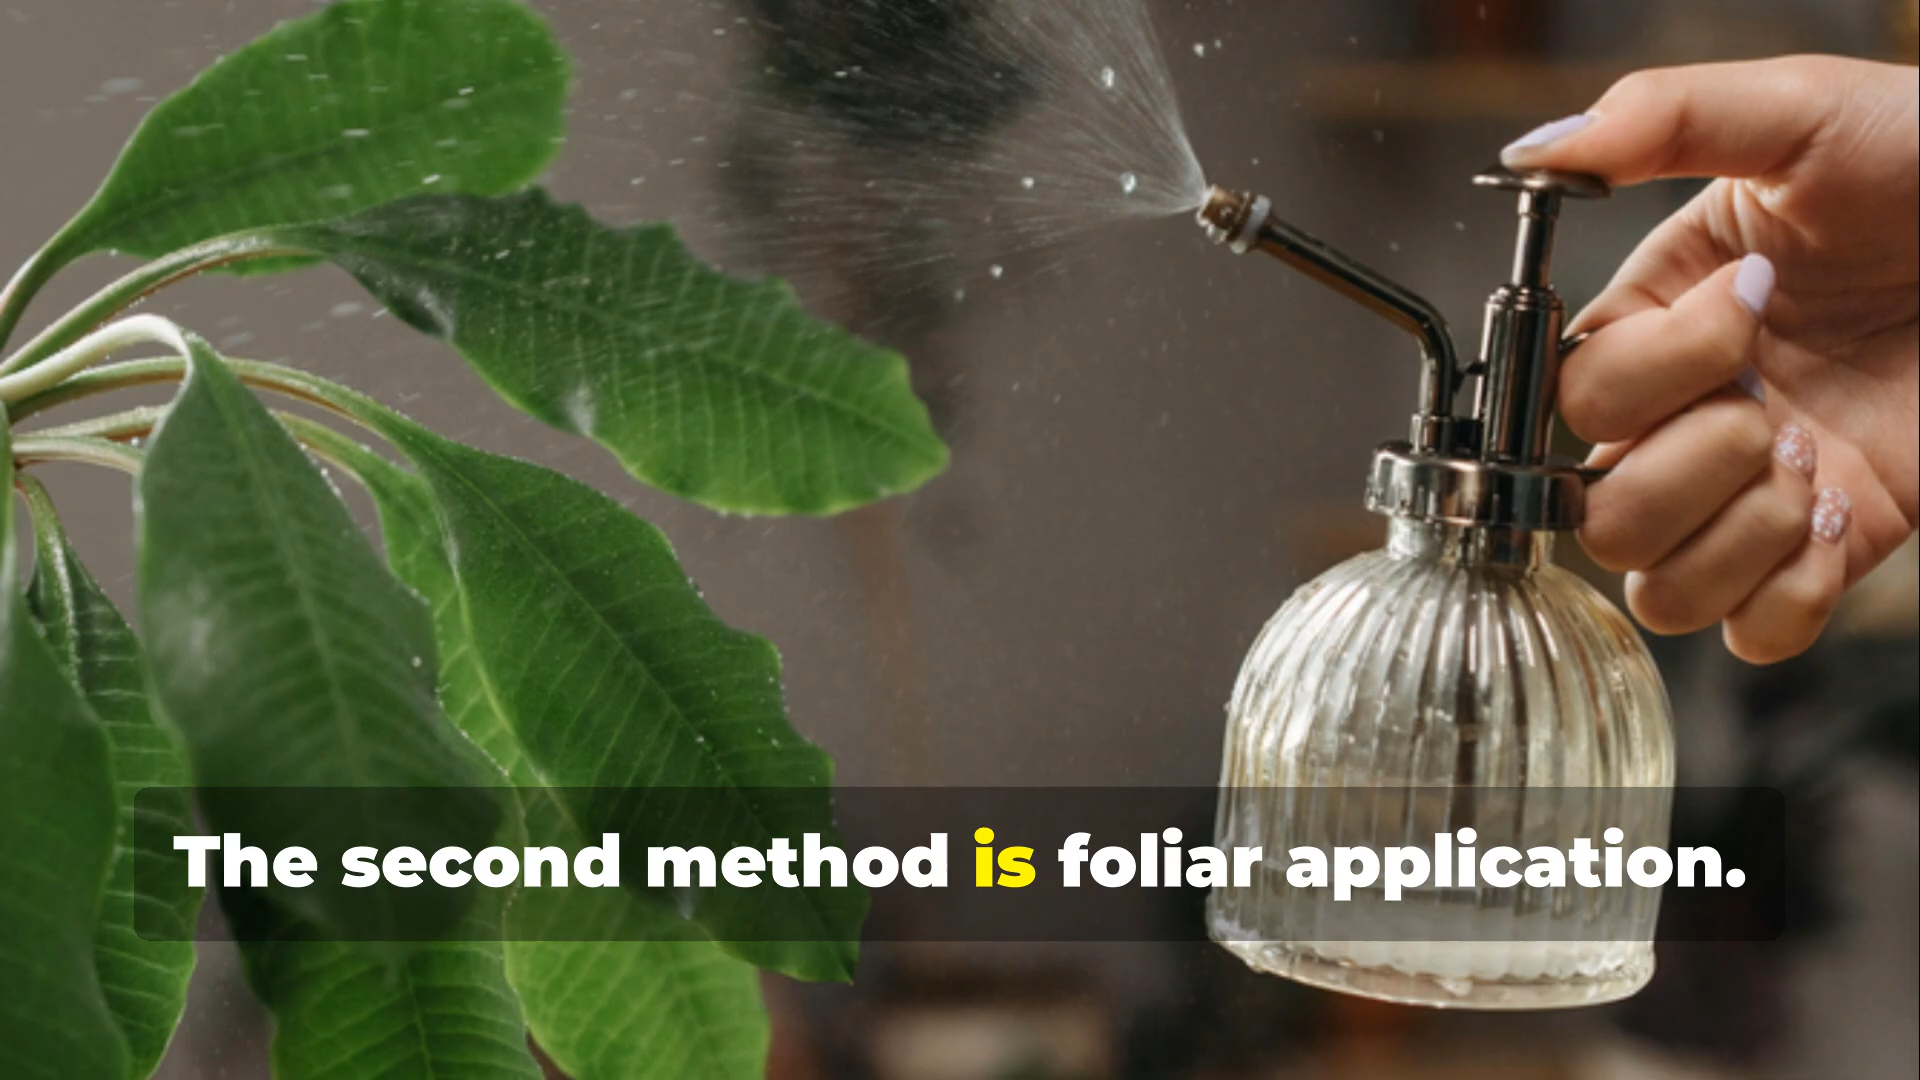 The second method is foliar application.